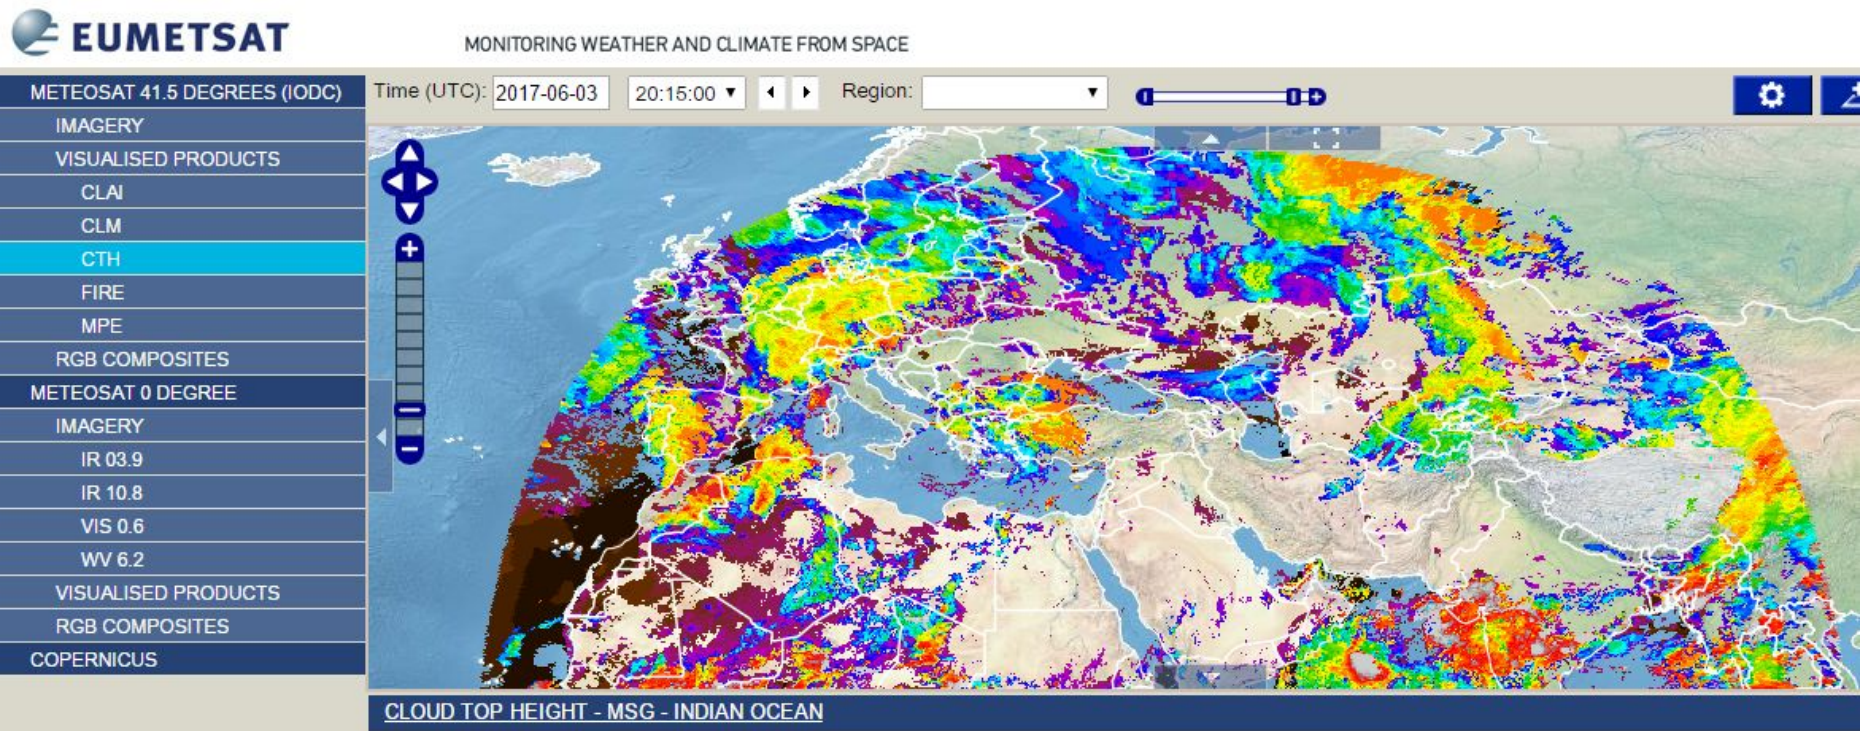 EUMETSAT
MONITORING WEATHER AND CLIMATE FROM SPACE
METEOSAT 41.5 DEGREES (IODC)
Time (UTC): 2017-06-03 20:15:00 Region:
IMAGERY
VISUALISED PRODUCTS
CLAI
CLM
CTH
FIRE
MPE
RGB COMPOSITES
METEOSAT 0 DEGREE
IMAGERY
IR 03.9
IR 10.8
VIS 0.6
WV 6.2
VISUALISED PRODUCTS
RGB COMPOSITES
COPERNICUS
CLOUD TOP HEIGHT - MSG - INDIAN OCEAN